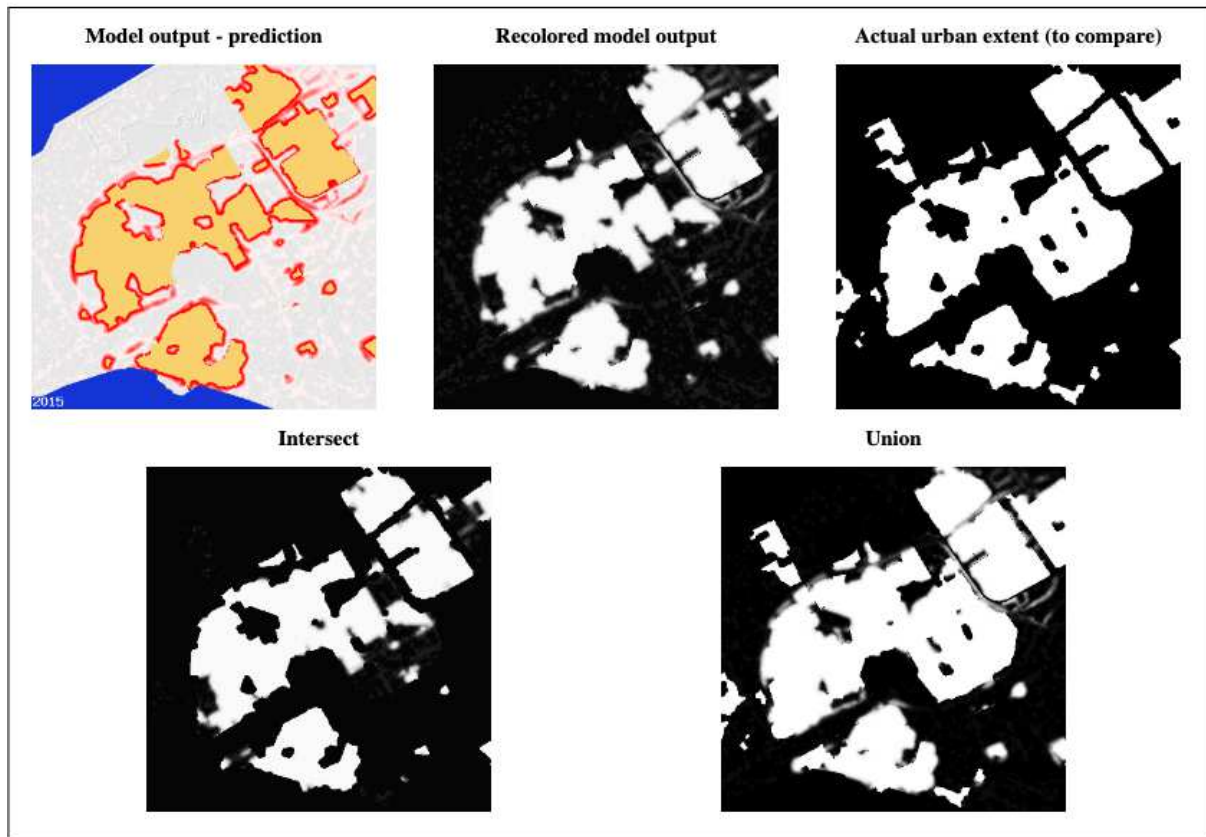 Model output - prediction
Recolored model output
Actual urban extent (to compare)
2015
Intersect
Union